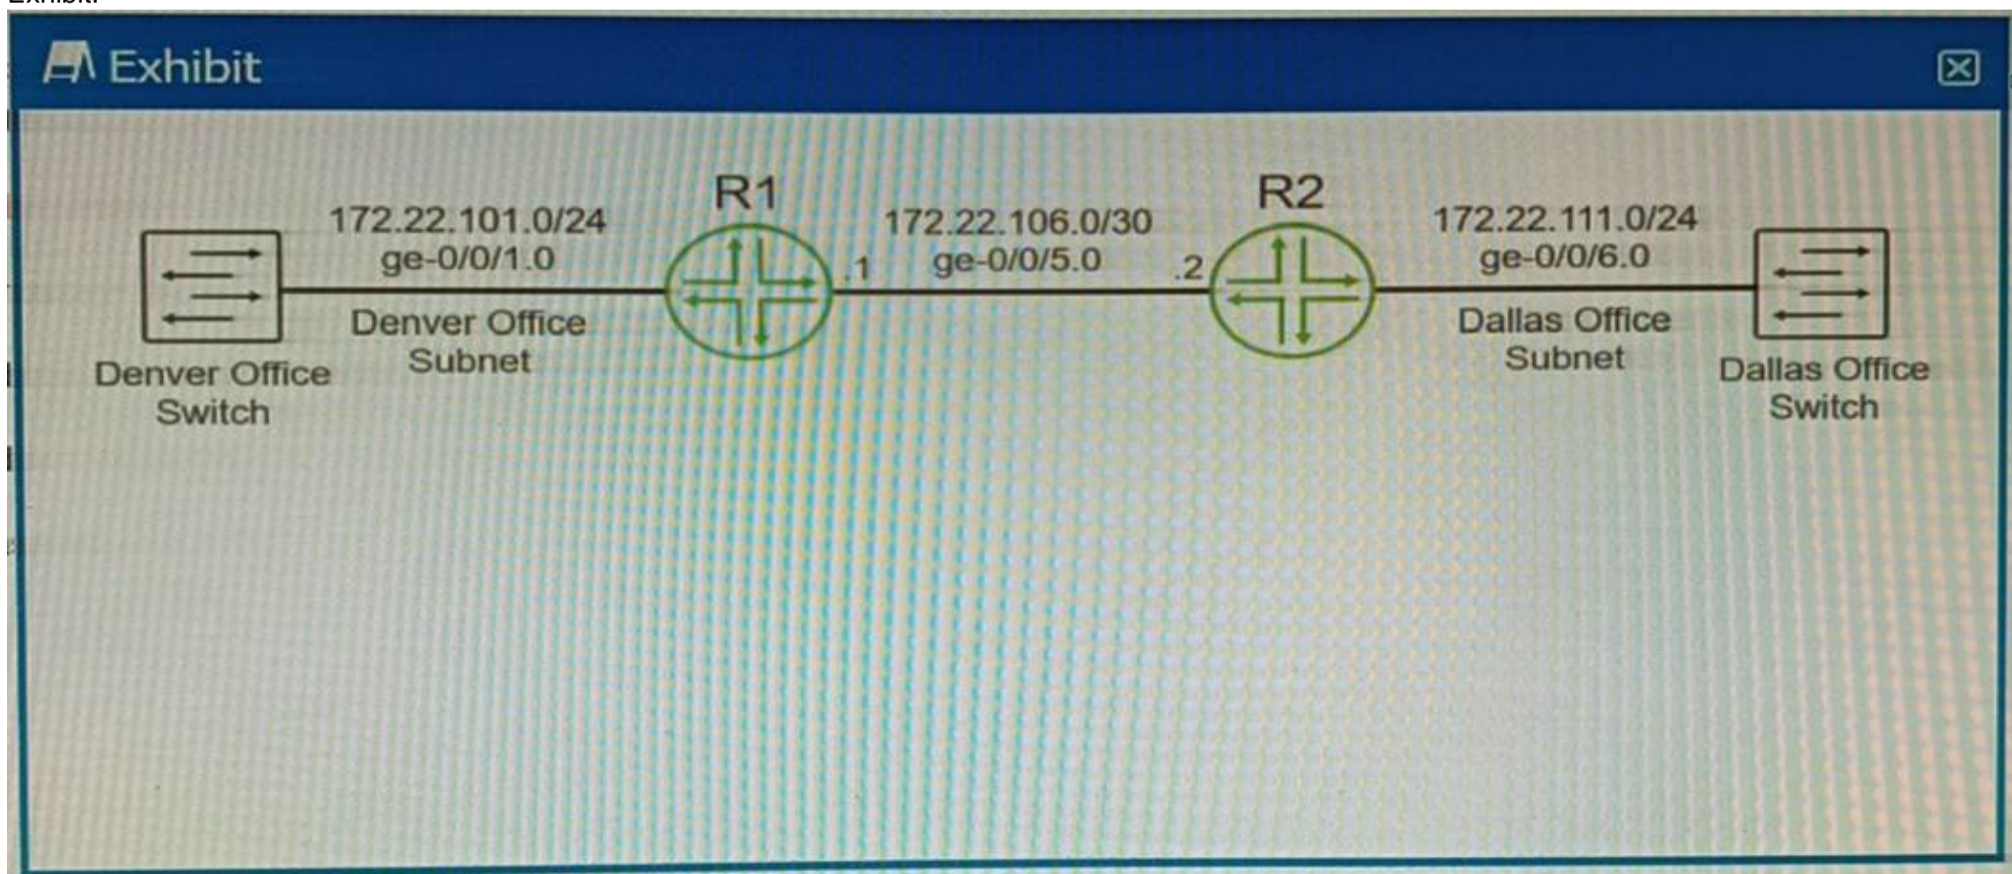 Exhibit
R1
R2
172.22.101.0/24
ge-0/0/1.0
172.22.106.0/30
ge-0/0/5.0
172.22.111.0/24
ge-0/0/6.0
.1
.2
Denver Office
Subnet
Dallas Office
Subnet
Denver Office
Switch
Dallas Office
Switch